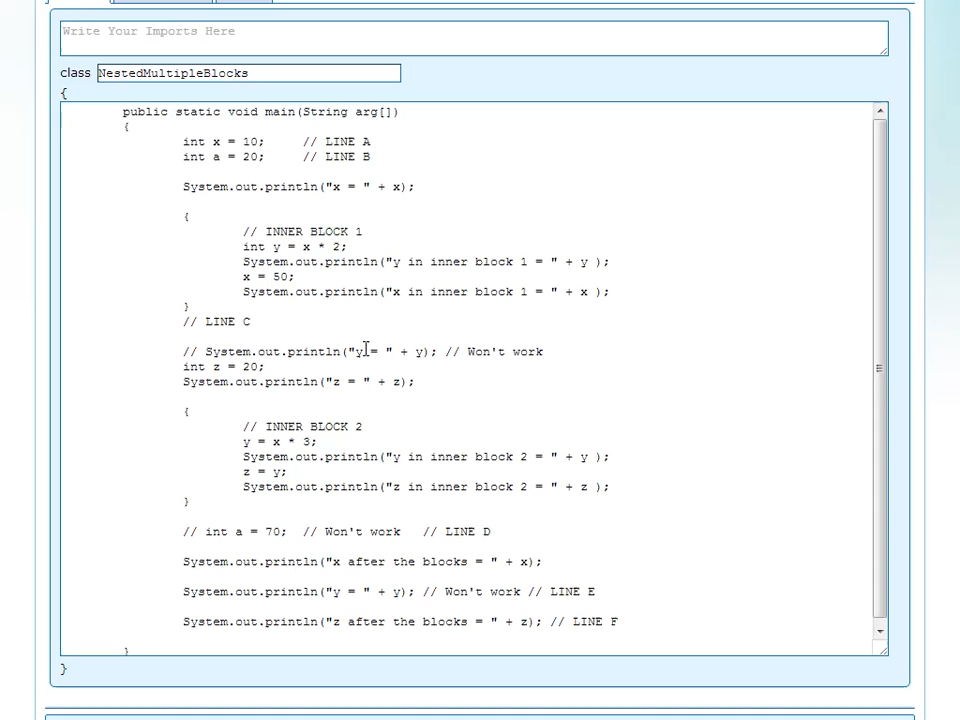 Write Your Imports Here
class NestedMultipleBlocks
{
public static void main(String arg[])
{
int x = 10; // LINE A
int a = 20; // LINE B
System.out.println("x = " + x);
{
// INNER BLOCK 1
int y = x * 2;
System.out.println("y in inner block 1 = " + y );
x = 50;
System.out.println("x in inner block 1 = " + x );
}
// LINE C
// System.out.println("y = " + y); // Won't work
int z = 20;
System.out.println("z = " + z);
{
// INNER BLOCK 2
y = x * 3;
System.out.println("y in inner block 2 = " + y );
z = y;
System.out.println("z in inner block 2 = " + z );
}
// int a = 70; // Won't work // LINE D
System.out.println("x after the blocks = " + x);
System.out.println("y = " + y); // Won't work // LINE E
System.out.println("z after the blocks = " + z); // LINE F
}
}